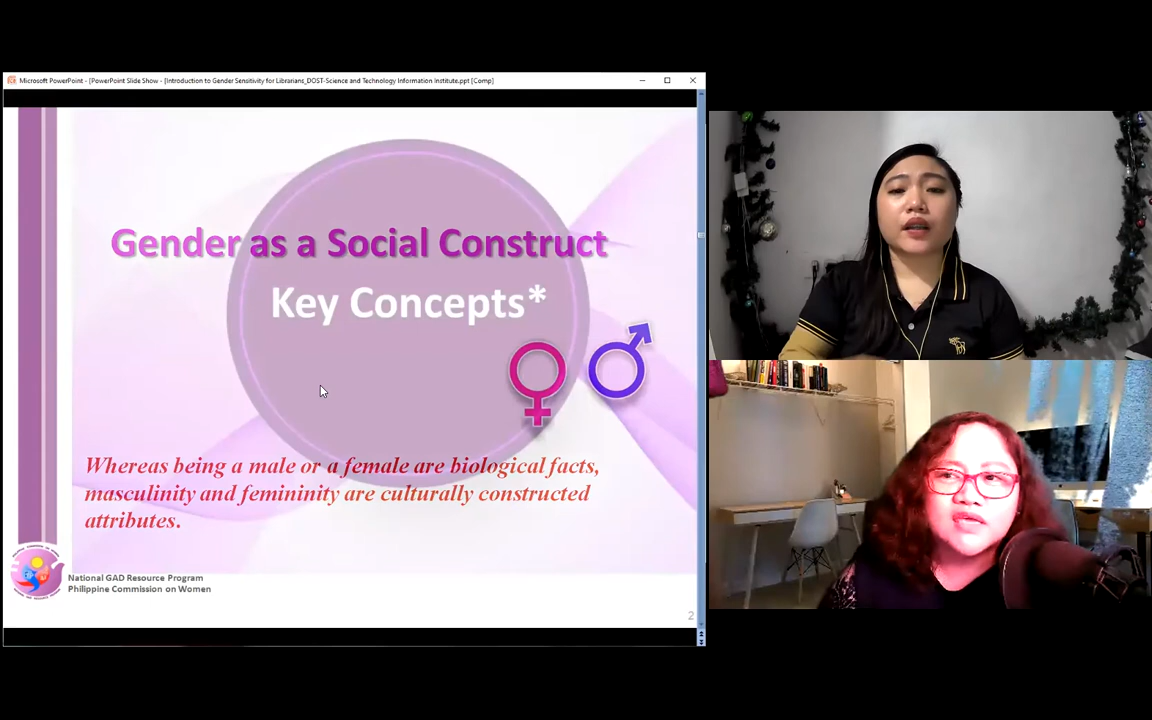 Microsoft PowerPoint - [PowerPoint Slide Show - [Introduction to Gender Sensitivity for Librarians_DOST-Science and Technology Information Institute.ppt [Comp]
Gender as a Social Construct
Key Concepts*
Whereas being a male or a female are biological facts,
masculinity and femininity are culturally constructed
attributes.
National GAD Resource Program
Philippine Commission on Women
2